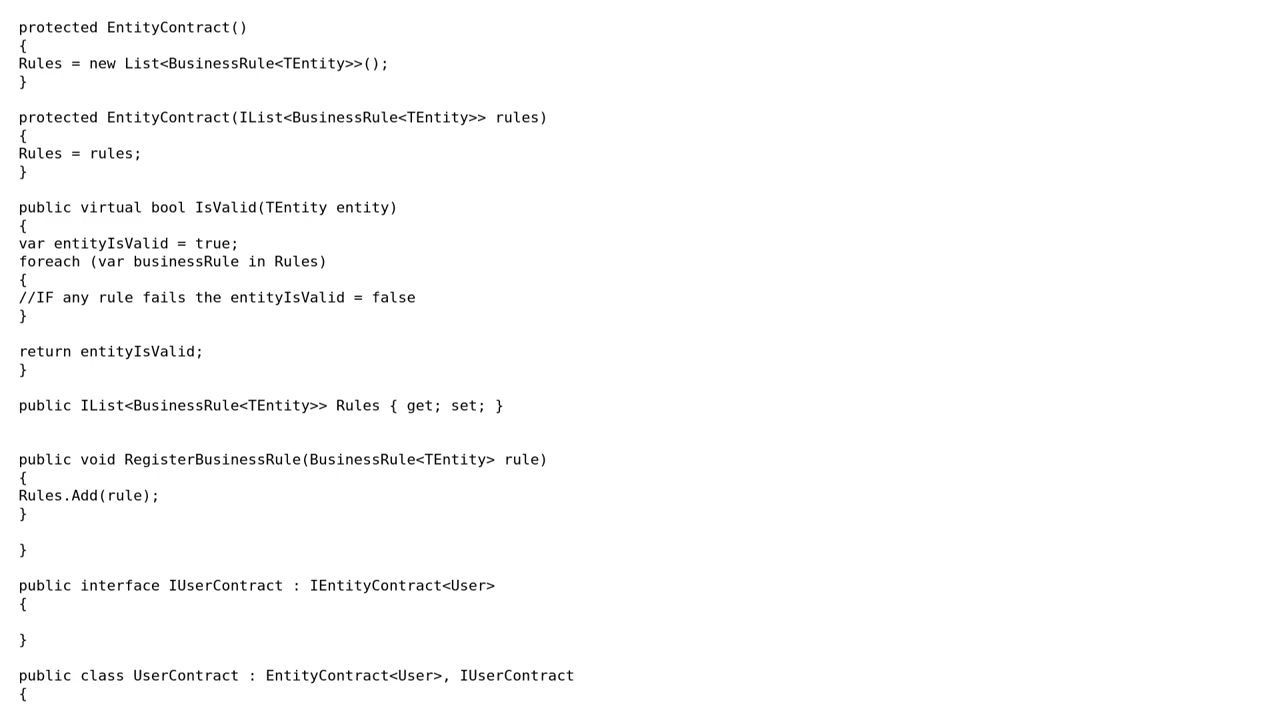 protected EntityContract()
{
Rules = new List<BusinessRule<TEntity>>();
}
protected EntityContract(IList<BusinessRule<TEntity>> rules)
{
Rules = rules;
}
public virtual bool IsValid(TEntity entity)
{
var entityIsValid = true;
foreach (var businessRule in Rules)
{
//IF any rule fails the entityIsValid = false
}
return entityIsValid;
}
public IList<BusinessRule<TEntity>> Rules { get; set; }
public void RegisterBusinessRule(BusinessRule<TEntity> rule)
{
Rules.Add(rule);
}
}
public interface IUserContract : IEntityContract<User>
{
}
public class UserContract : EntityContract<User>, IUserContract
{